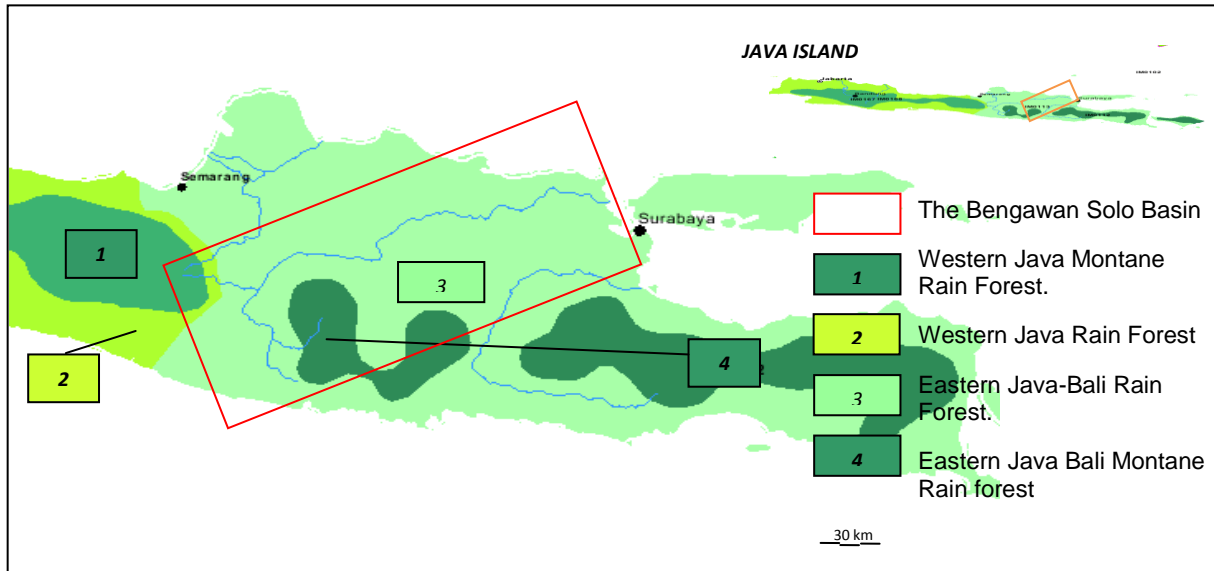 JAVA ISLAND
Jakarta
Semarang
Surabaya
1
2
3
4
The Bengawan Solo Basin
1
Western Java Montane
Rain Forest.
2
Western Java Rain Forest
3
Eastern Java-Bali Rain
Forest.
4
Eastern Java Bali Montane
Rain forest
30 km